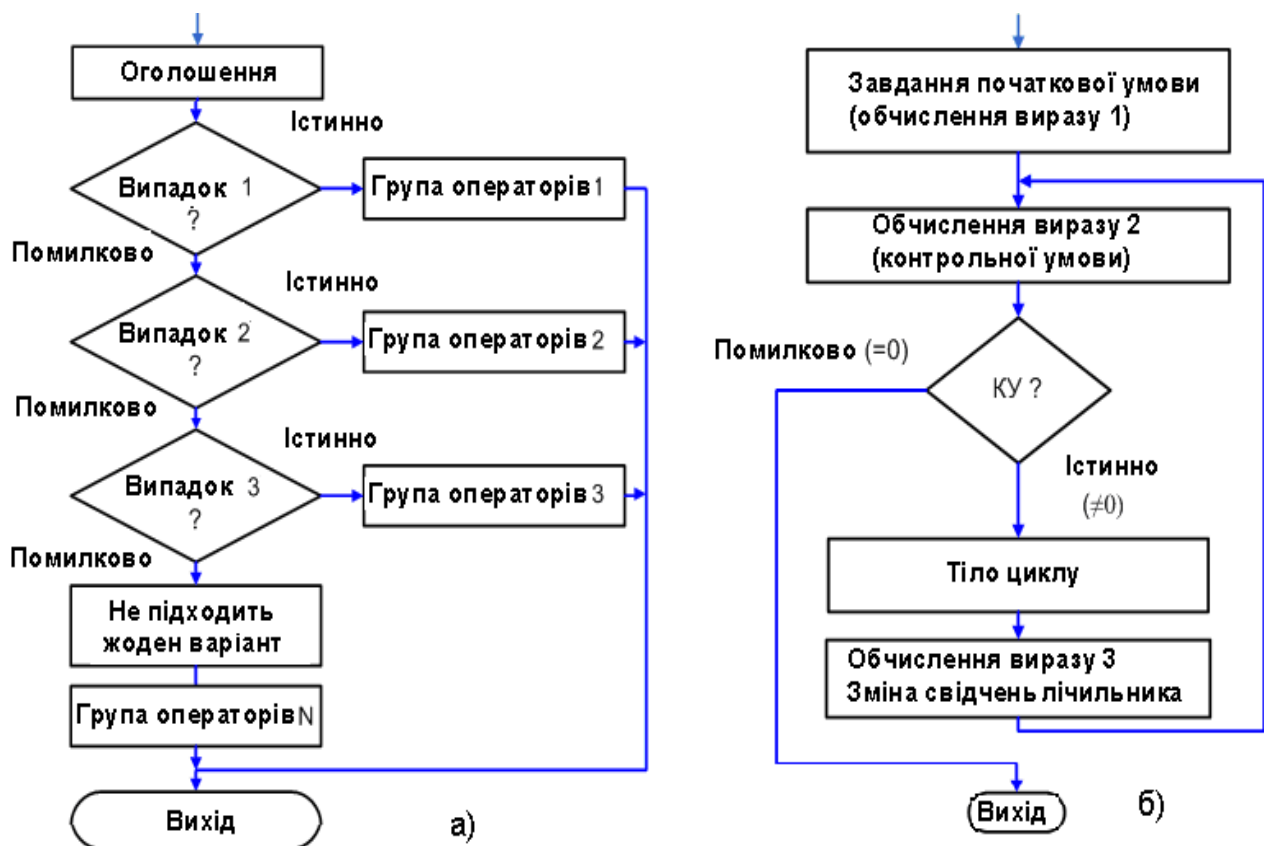 Оголошення
Істинно
Випадок 1
?
Група операторів 1
Помилково
Істинно
Випадок 2
?
Група операторів 2
Помилково
Істинно
Випадок 3
?
Група операторів 3
Помилково
Не підходить
жоден варіант
Група операторів N
Вихід
а)
Завдання початкової умови
(обчислення виразу 1)
Обчислення виразу 2
(контрольної умови)
Помилково (=0)
КУ ?
Істинно
(≠0)
Тіло циклу
Обчислення виразу 3
Зміна свідчень лічильника
Вихід
б)